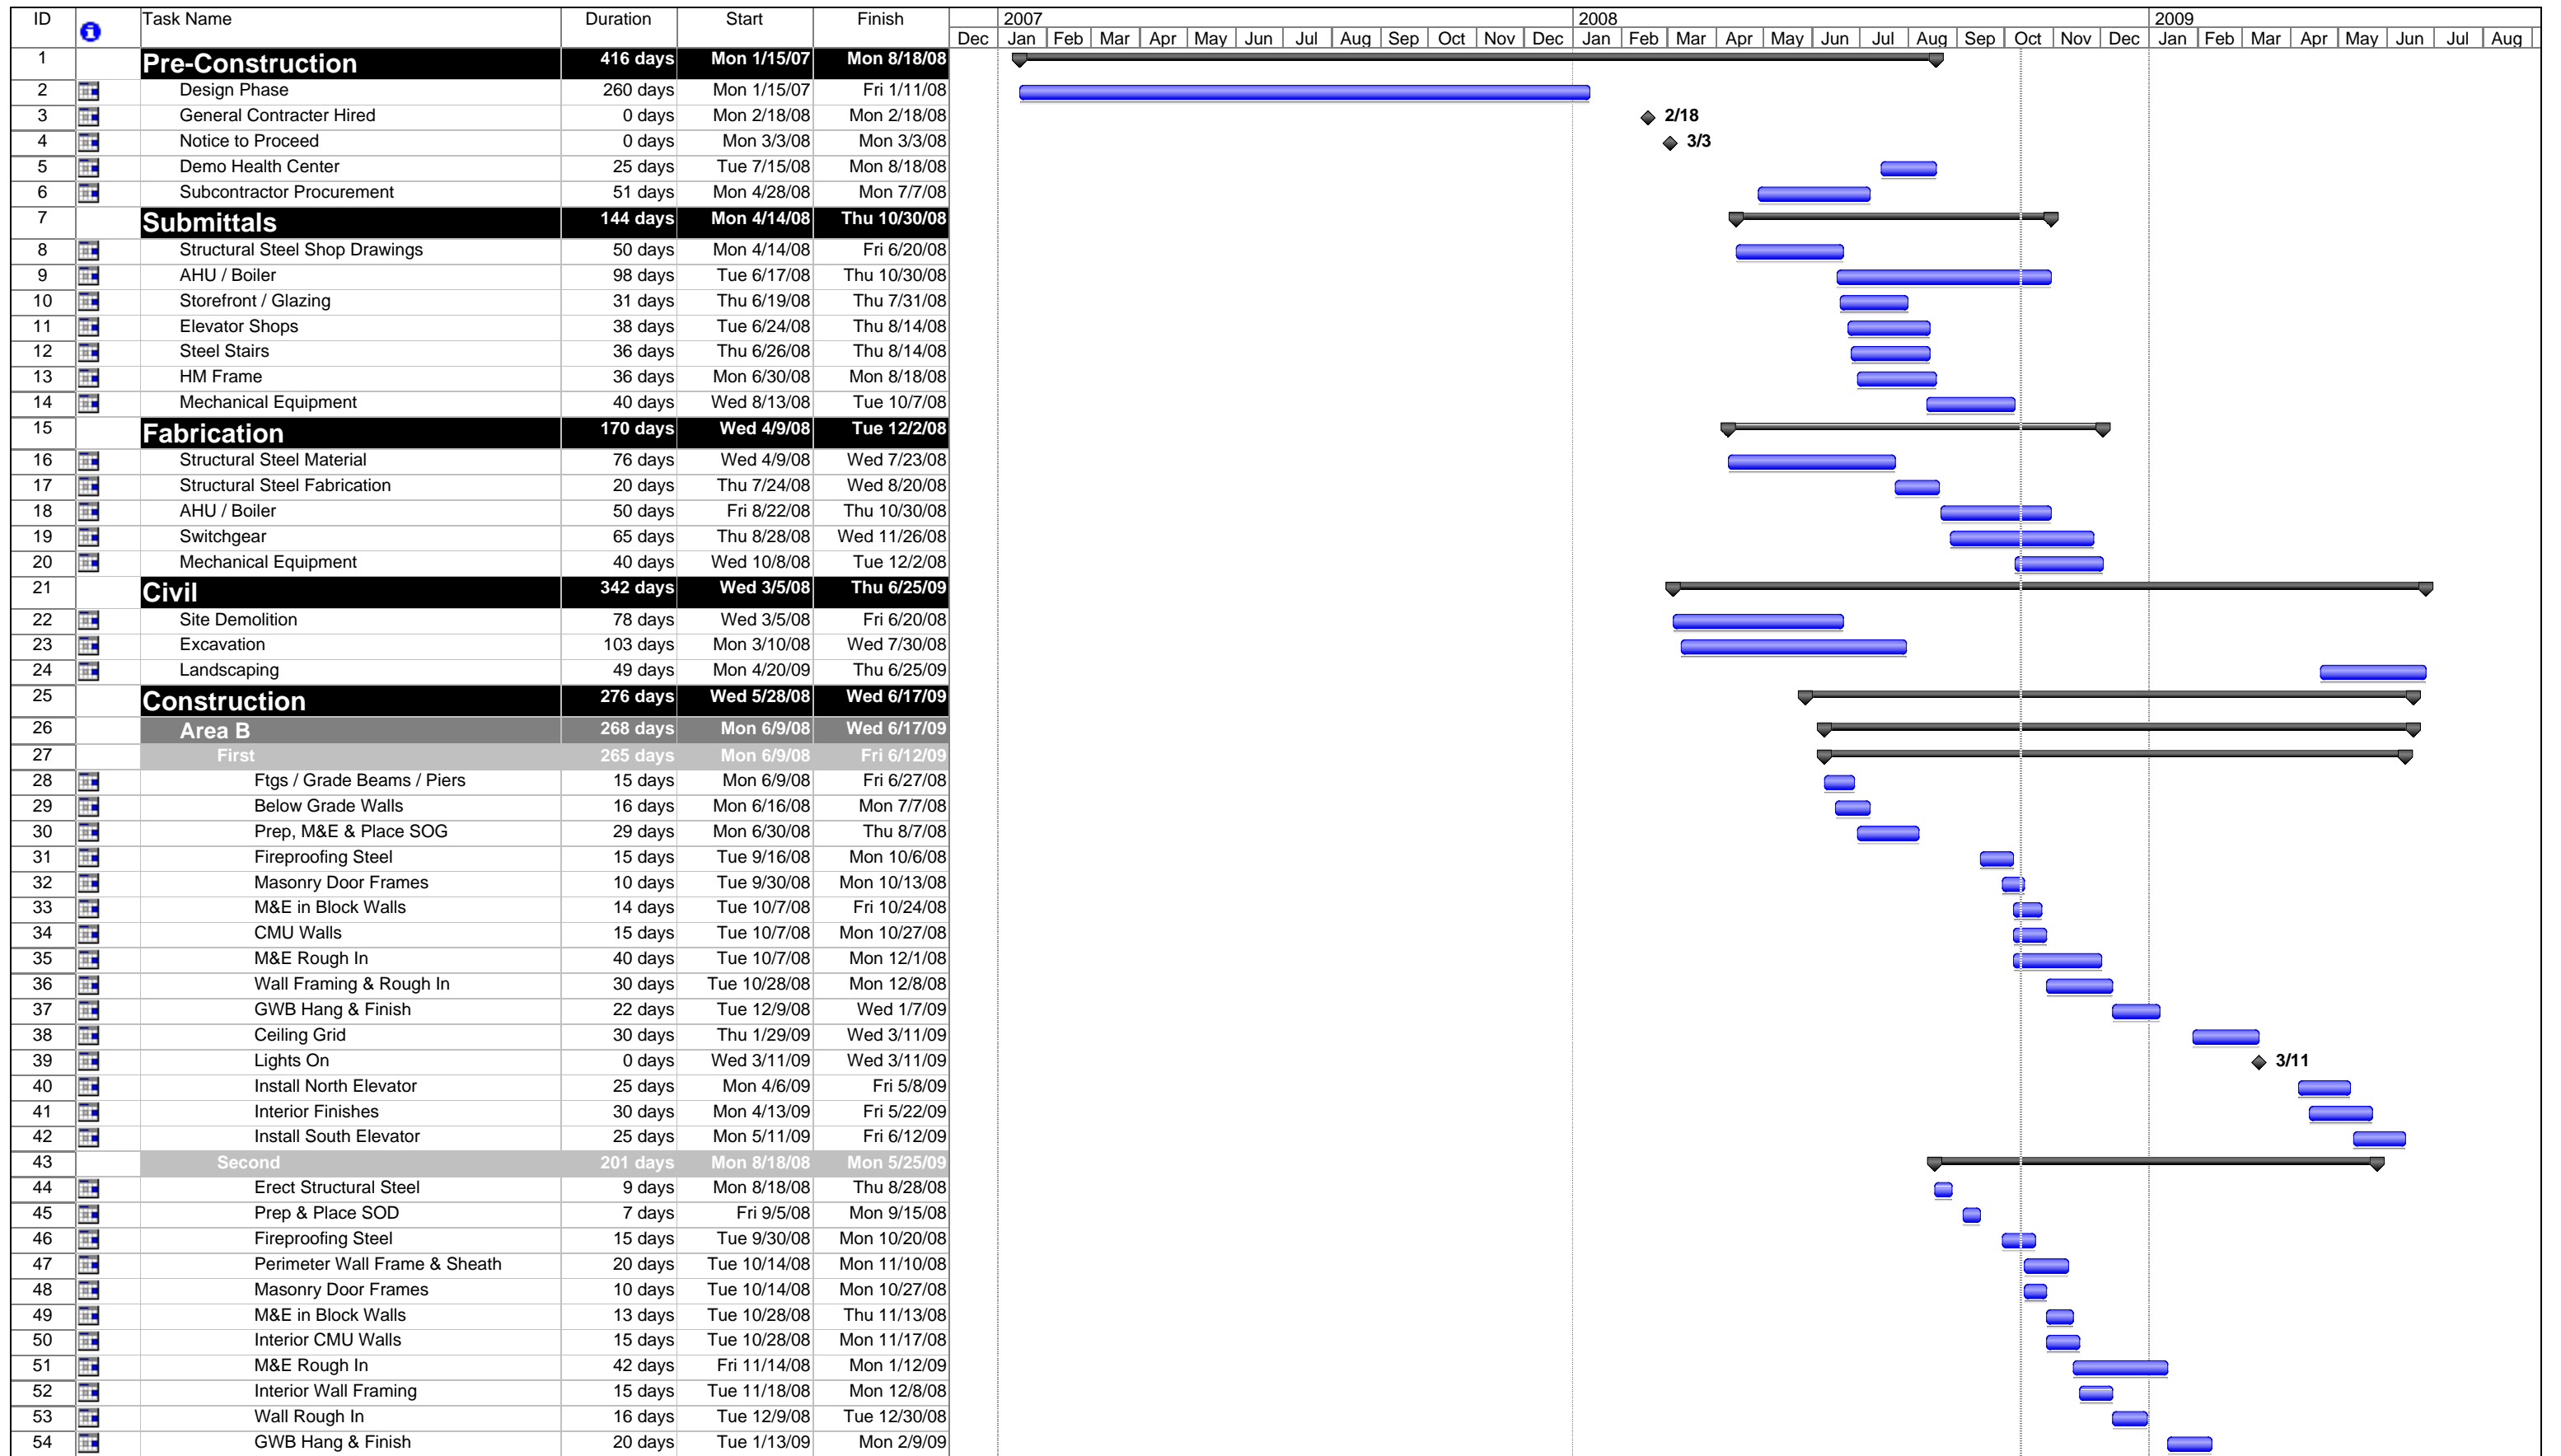 ID Task Name Duration Start Finish 2007 2008 2009
Dec Jan Feb Mar Apr May Jun Jul Aug Sep Oct Nov Dec Jan Feb Mar Apr May Jun Jul Aug Sep Oct Nov Dec Jan Feb Mar Apr May Jun Jul Aug
1 Pre-Construction 416 days Mon 1/15/07 Mon 8/18/08
2 Design Phase 260 days Mon 1/15/07 Fri 1/11/08
3 General Contracter Hired 0 days Mon 2/18/08 Mon 2/18/08 2/18
4 Notice to Proceed 0 days Mon 3/3/08 Mon 3/3/08 3/3
5 Demo Health Center 25 days Tue 7/15/08 Mon 8/18/08
6 Subcontractor Procurement 51 days Mon 4/28/08 Mon 7/7/08
7 Submittals 144 days Mon 4/14/08 Thu 10/30/08
8 Structural Steel Shop Drawings 50 days Mon 4/14/08 Fri 6/20/08
9 AHU / Boiler 98 days Tue 6/17/08 Thu 10/30/08
10 Storefront / Glazing 31 days Thu 6/19/08 Thu 7/31/08
11 Elevator Shops 38 days Tue 6/24/08 Thu 8/14/08
12 Steel Stairs 36 days Thu 6/26/08 Thu 8/14/08
13 HM Frame 36 days Mon 6/30/08 Mon 8/18/08
14 Mechanical Equipment 40 days Wed 8/13/08 Tue 10/7/08
15 Fabrication 170 days Wed 4/9/08 Tue 12/2/08
16 Structural Steel Material 76 days Wed 4/9/08 Wed 7/23/08
17 Structural Steel Fabrication 20 days Thu 7/24/08 Wed 8/20/08
18 AHU / Boiler 50 days Fri 8/22/08 Thu 10/30/08
19 Switchgear 65 days Thu 8/28/08 Wed 11/26/08
20 Mechanical Equipment 40 days Wed 10/8/08 Tue 12/2/08
21 Civil 342 days Wed 3/5/08 Thu 6/25/09
22 Site Demolition 78 days Wed 3/5/08 Fri 6/20/08
23 Excavation 103 days Mon 3/10/08 Wed 7/30/08
24 Landscaping 49 days Mon 4/20/09 Thu 6/25/09
25 Construction 276 days Wed 5/28/08 Wed 6/17/09
26 Area B 268 days Mon 6/9/08 Wed 6/17/09
27 First 265 days Mon 6/9/08 Fri 6/12/09
28 Ftgs / Grade Beams / Piers 15 days Mon 6/9/08 Fri 6/27/08
29 Below Grade Walls 16 days Mon 6/16/08 Mon 7/7/08
30 Prep, M&E & Place SOG 29 days Mon 6/30/08 Thu 8/7/08
31 Fireproofing Steel 15 days Tue 9/16/08 Mon 10/6/08
32 Masonry Door Frames 10 days Tue 9/30/08 Mon 10/13/08
33 M&E in Block Walls 14 days Tue 10/7/08 Fri 10/24/08
34 CMU Walls 15 days Tue 10/7/08 Mon 10/27/08
35 M&E Rough In 40 days Tue 10/7/08 Mon 12/1/08
36 Wall Framing & Rough In 30 days Tue 10/28/08 Mon 12/8/08
37 GWB Hang & Finish 22 days Tue 12/9/08 Wed 1/7/09
38 Ceiling Grid 30 days Thu 1/29/09 Wed 3/11/09
39 Lights On 0 days Wed 3/11/09 Wed 3/11/09 3/11
40 Install North Elevator 25 days Mon 4/6/09 Fri 5/8/09
41 Interior Finishes 30 days Mon 4/13/09 Fri 5/22/09
42 Install South Elevator 25 days Mon 5/11/09 Fri 6/12/09
43 Second 201 days Mon 8/18/08 Mon 5/25/09
44 Erect Structural Steel 9 days Mon 8/18/08 Thu 8/28/08
45 Prep & Place SOD 7 days Fri 9/5/08 Mon 9/15/08
46 Fireproofing Steel 15 days Tue 9/30/08 Mon 10/20/08
47 Perimeter Wall Frame & Sheath 20 days Tue 10/14/08 Mon 11/10/08
48 Masonry Door Frames 10 days Tue 10/14/08 Mon 10/27/08
49 M&E in Block Walls 13 days Tue 10/28/08 Thu 11/13/08
50 Interior CMU Walls 15 days Tue 10/28/08 Mon 11/17/08
51 M&E Rough In 42 days Fri 11/14/08 Mon 1/12/09
52 Interior Wall Framing 15 days Tue 11/18/08 Mon 12/8/08
53 Wall Rough In 16 days Tue 12/9/08 Tue 12/30/08
54 GWB Hang & Finish 20 days Tue 1/13/09 Mon 2/9/09